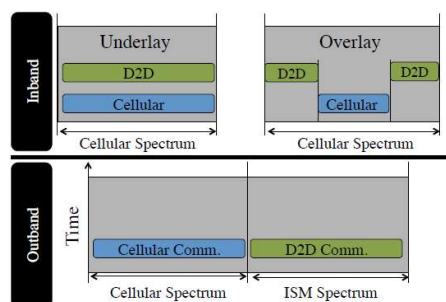 Inband
Underlay
D2D
Cellular
Cellular Spectrum
Overlay
D2D
D2D
Cellular
Cellular Spectrum
Outband
Time
Cellular Comm.
D2D Comm.
Cellular Spectrum
ISM Spectrum